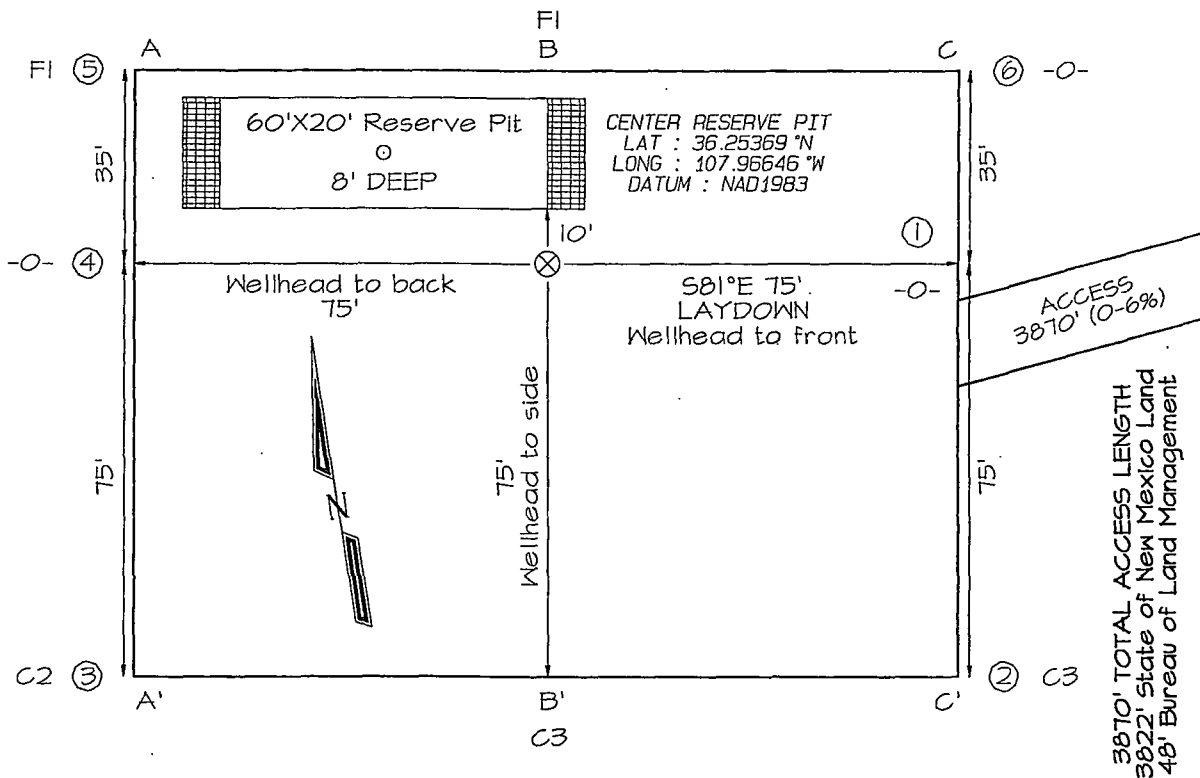 F1
A B C
F1 ⑤ ⑥ -0-
60'X20' Reserve Pit
8' DEEP
CENTER RESERVE PIT
LAT : 36.25369 °N
LONG : 107.96646 °W
DATUM : NAD1983
35'
35'
10'
①
-0- ④
Wellhead to back
75'
S81°E 75'
LAYDOWN
Wellhead to front
-0-
ACCESS
3870' (0-6%)
75'
N
75'
Wellhead to side
75'
3870' TOTAL ACCESS LENGTH
3822' State of New Mexico Land
48' Bureau of Land Management
C2 ③ ② C3
A' B' C'
C3